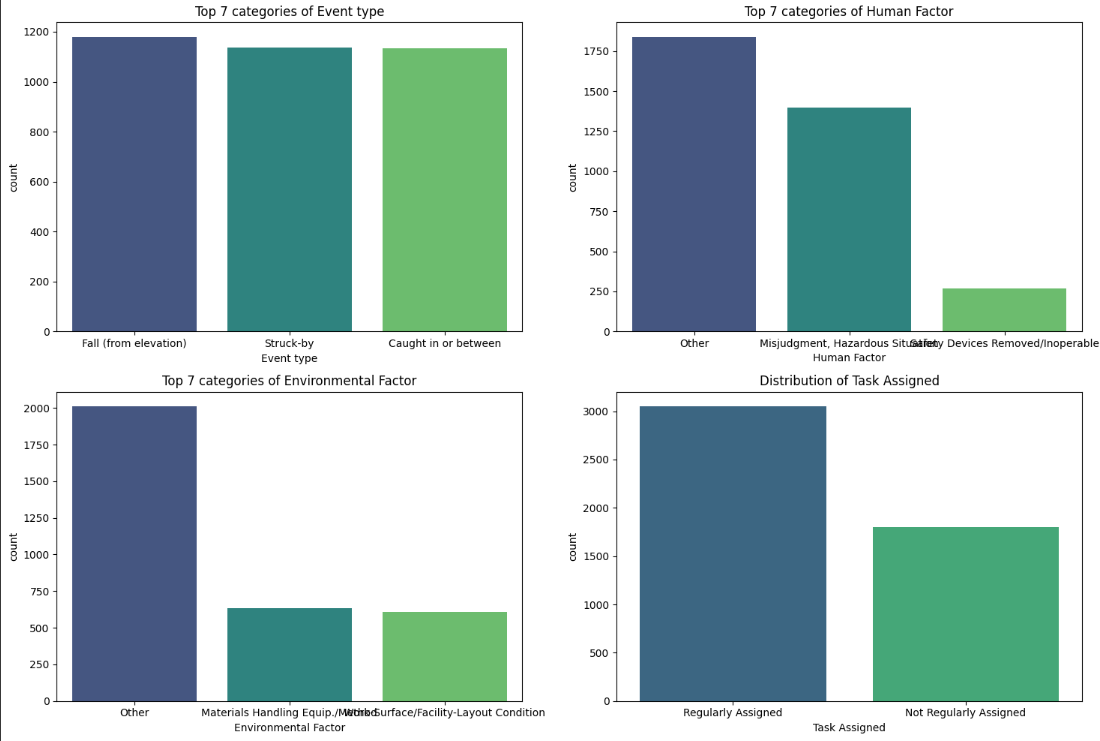 Top 7 categories of Event type
1200
1000
800
600
400
200
0
count
Fall (from elevation)
Struck-by
Caught in or between
Event type
Top 7 categories of Human Factor
1750
1500
1250
1000
750
500
250
0
count
Other
Misjudgment, Hazardous Situation
Safety Devices Removed/Inoperable
Human Factor
Top 7 categories of Environmental Factor
2000
1750
1500
1250
1000
750
500
250
0
count
Other
Materials Handling Equip./Method
Work-Surface/Facility-Layout Condition
Environmental Factor
Distribution of Task Assigned
3000
2500
2000
1500
1000
500
0
count
Regularly Assigned
Not Regularly Assigned
Task Assigned